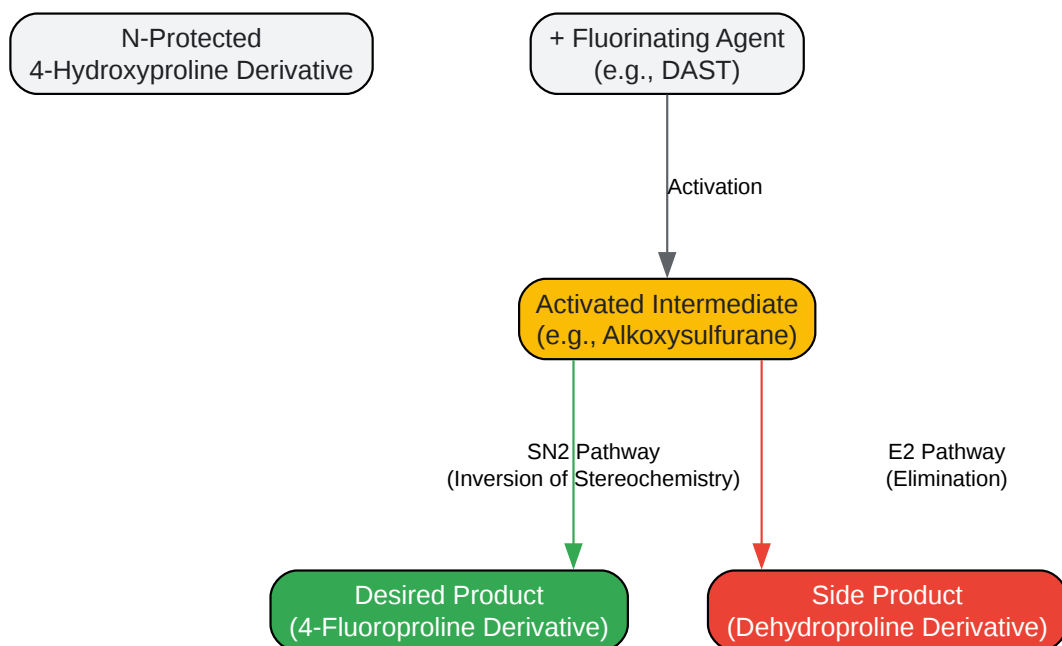 N-Protected
4-Hydroxyproline Derivative
+ Fluorinating Agent
(e.g., DAST)
Activation
Activated Intermediate
(e.g., Alkoxysulfurane)
SN2 Pathway
(Inversion of Stereochemistry)
E2 Pathway
(Elimination)
Desired Product
(4-Fluoroproline Derivative)
Side Product
(Dehydroproline Derivative)